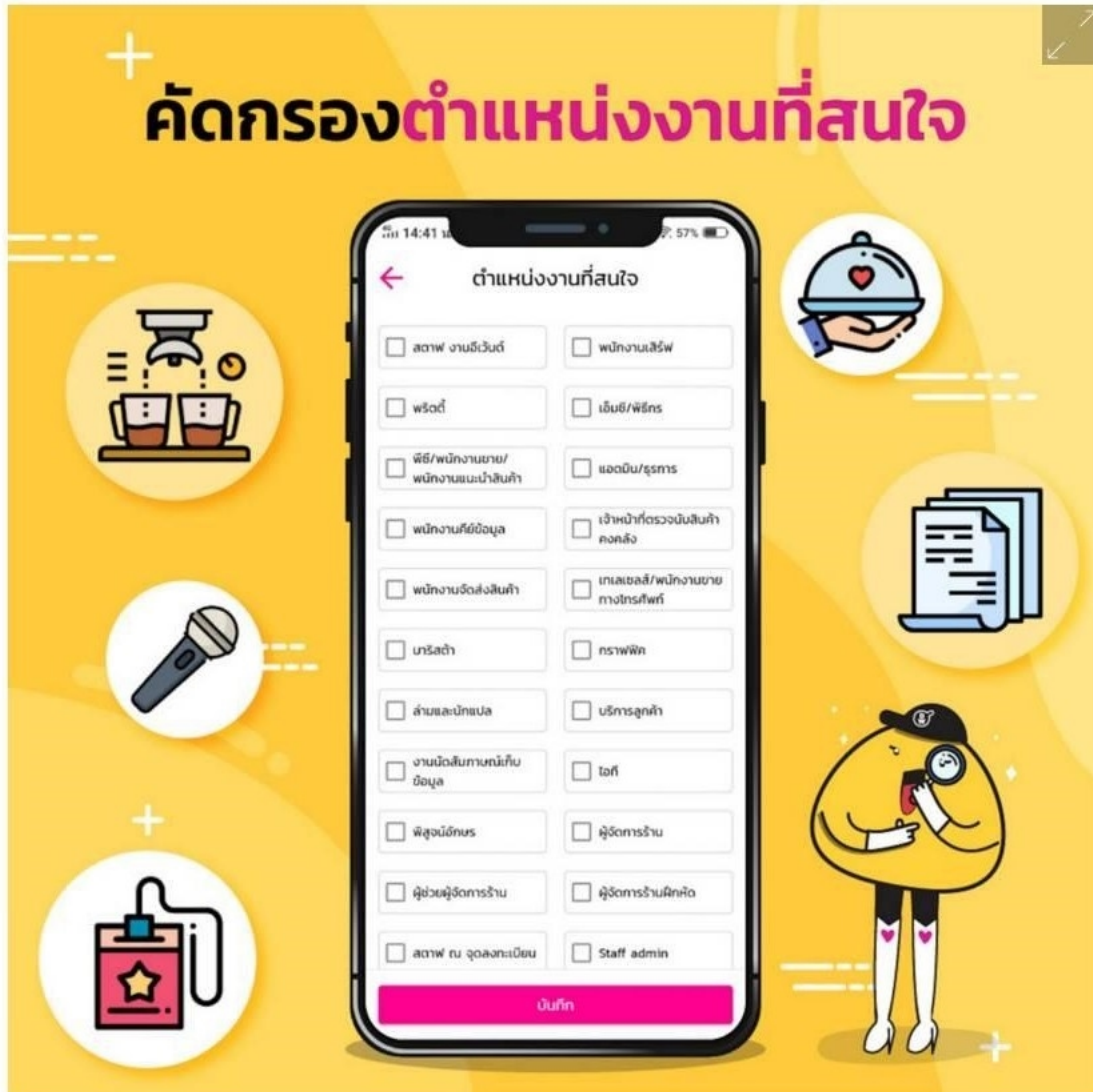 คัดกรองตำแหน่งงานที่สนใจ
14:41
57%
ตำแหน่งงานที่สนใจ
สตาฟ งานอีเว้นต์
พนักงานเสิร์ฟ
พริตตี้
เอ็มซี/พิธีกร
พีซี/พนักงานขาย/
พนักงานแนะนำสินค้า
แอดมิน/ธุรการ
พนักงานคีย์ข้อมูล
เจ้าหน้าที่ตรวจนับสินค้า
คงคลัง
พนักงานจัดส่งสินค้า
เทเลเซลส์/พนักงานขาย
ทางโทรศัพท์
บาริสต้า
กราฟฟิค
ล่ามและนักแปล
บริการลูกค้า
งานนัดสัมภาษณ์เก็บ
ข้อมูล
ไอที
พิสูจน์อักษร
ผู้จัดการร้าน
ผู้ช่วยผู้จัดการร้าน
ผู้จัดการร้านฝึกหัด
สตาฟ ณ จุดลงทะเบียน
Staff admin
บันทึก